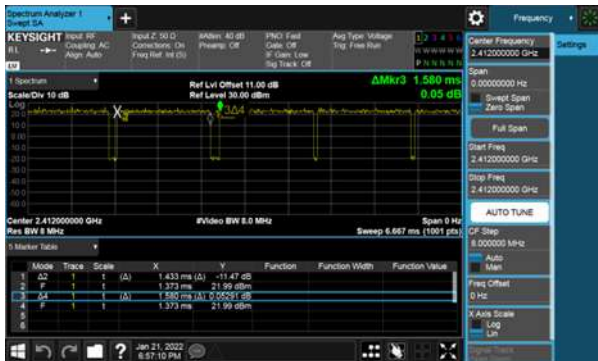 Spectrum Analyzer 1
Swept SA
+
Frequency
KEYSIGHT
Input: RF
Coupling: AC
Align: Auto
Input Z: 50 Ω
Corrections: On
Freq Ref: Int (S)
#Atten: 40 dB
Preamp: Off
PNO: Fast
Gate: Off
IF Gain: Low
Sig Track: Off
Avg Type: Voltage
Trig: Free Run
1 2 3 4 5
Center Frequency
2.412000000 GHz
Settings
1 Spectrum
Scale/Div 10 dB
Ref Lvl Offset 11.00 dB
Ref Level 30.00 dBm
ΔMkr3 1.580 ms
0.05 dB
Log
3Δ4
Span
0.00000000 Hz
Swept Span
Zero Span
Full Span
Start Freq
2.412000000 GHz
Stop Freq
2.412000000 GHz
AUTO TUNE
Center 2.412000000 GHz
Res BW 8 MHz
#Video BW 8.0 MHz
Span 0 Hz
Sweep 6.667 ms (1001 pts)
CF Step
8.000000 MHz
Auto
Man
Freq Offset
0 Hz
X Axis Scale
Log
Lin
Signal Track
5 Marker Table
Mode Trace Scale X Y Function Function Width Function Value
1 Δ2 1 t (Δ) 1.433 ms (Δ) -11.47 dB
2 F 1 t 1.373 ms 21.99 dBm
3 Δ4 1 t (Δ) 1.580 ms (Δ) 0.05291 dB
4 F 1 t 1.373 ms 21.99 dBm
5
6
?
Jan 21, 2022
6:57:10 PM